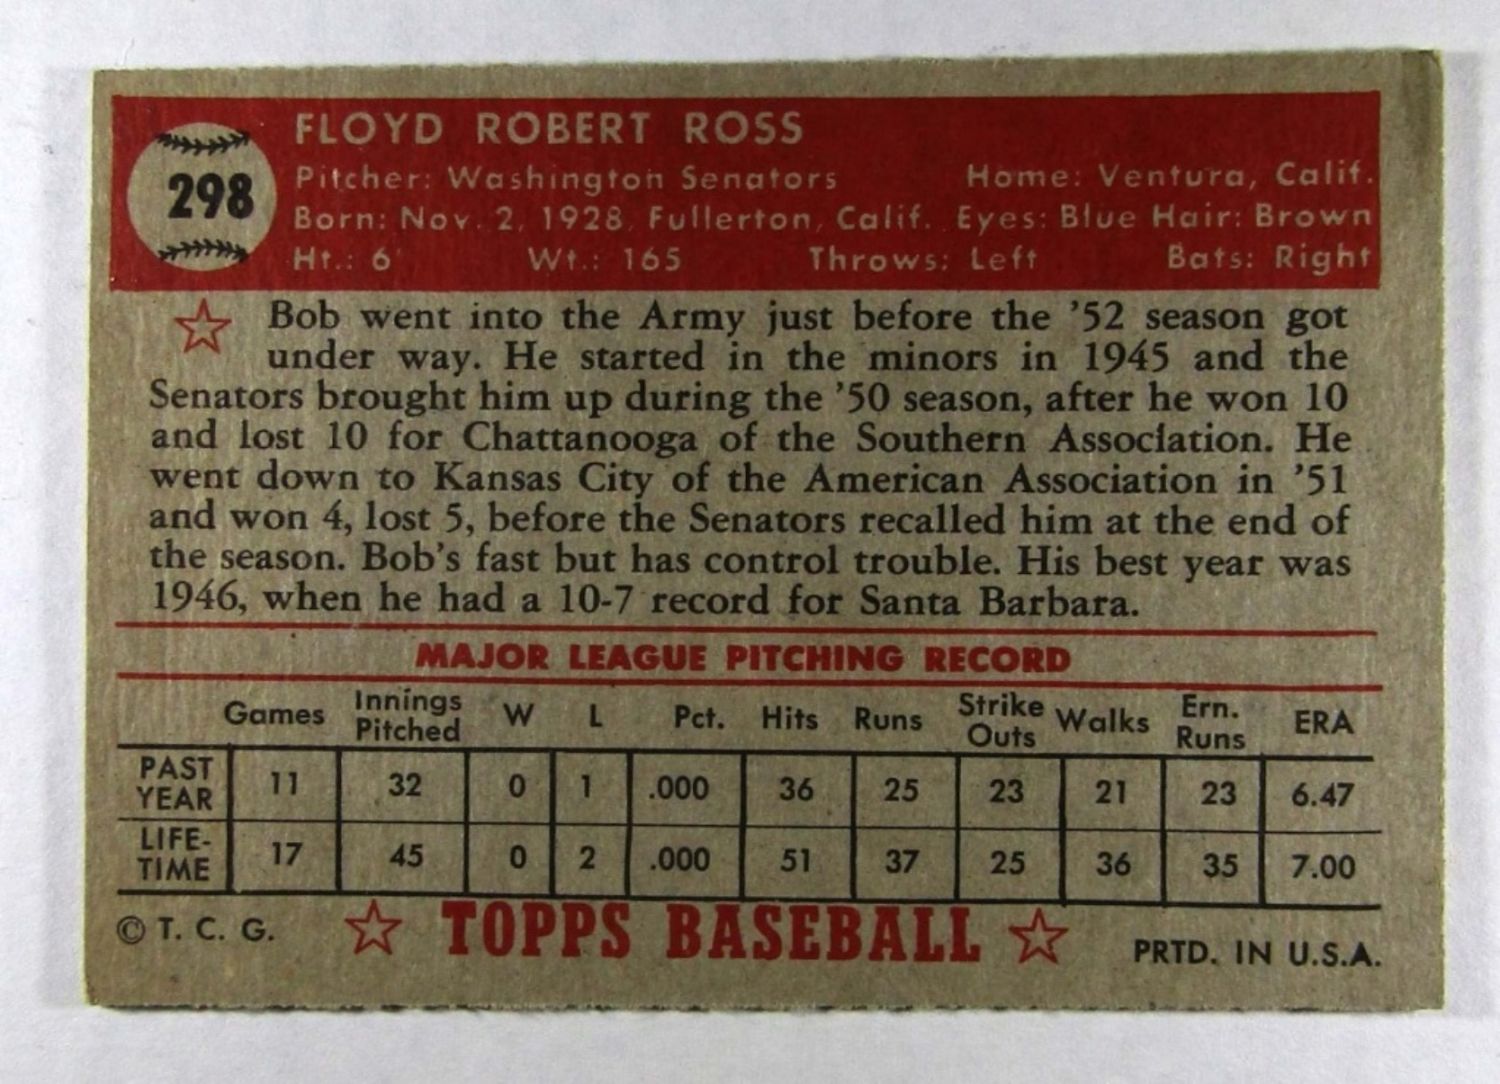 298
FLOYD ROBERT ROSS
Pitcher: Washington Senators Home: Ventura, Calif.
Born: Nov. 2, 1928, Fullerton, Calif. Eyes: Blue Hair: Brown
Ht.: 6' Wt.: 165 Throws: Left Bats: Right
Bob went into the Army just before the '52 season got
under way. He started in the minors in 1945 and the
Senators brought him up during the '50 season, after he won 10
and lost 10 for Chattanooga of the Southern Association. He
went down to Kansas City of the American Association in '51
and won 4, lost 5, before the Senators recalled him at the end of
the season. Bob's fast but has control trouble. His best year was
1946, when he had a 10-7 record for Santa Barbara.
MAJOR LEAGUE PITCHING RECORD
Games Innings Pitched W L Pct. Hits Runs Strike Outs Walks Ern. Runs ERA
PAST YEAR 11 32 0 1 .000 36 25 23 21 23 6.47
LIFE-TIME 17 45 0 2 .000 51 37 25 36 35 7.00
© T. C. G. TOPPS BASEBALL PRTD. IN U.S.A.